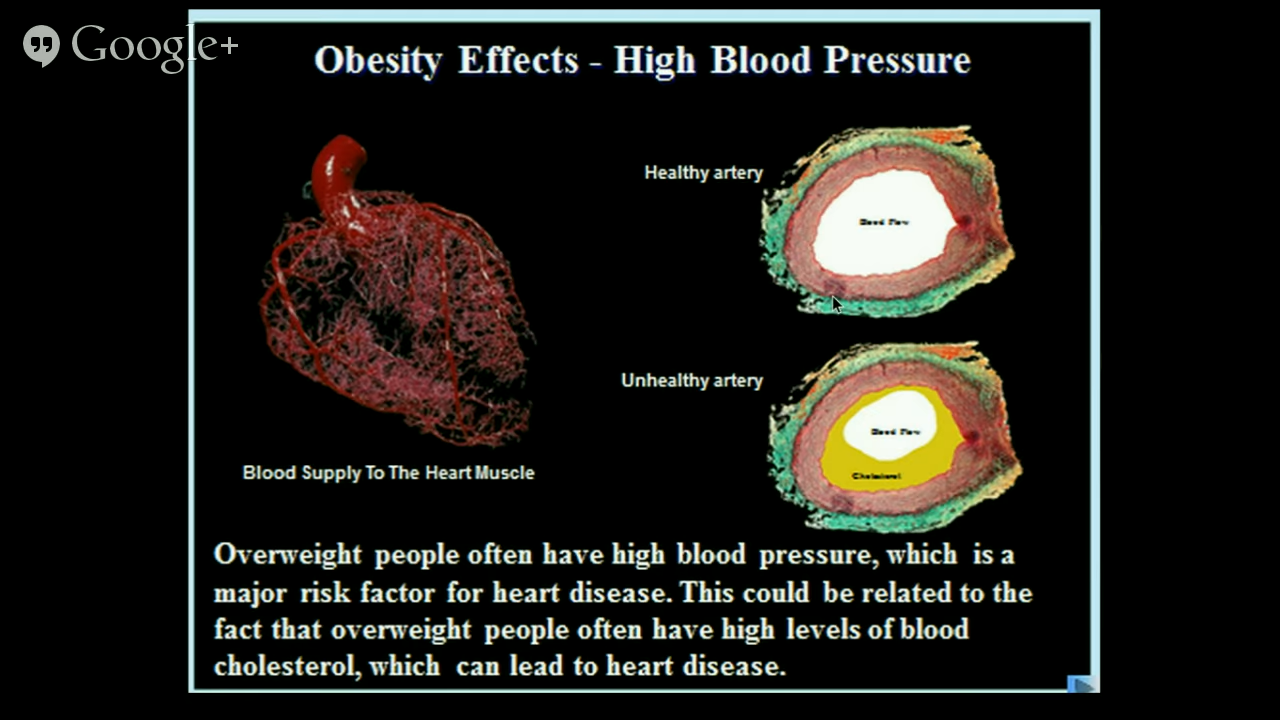 Google+
Obesity Effects - High Blood Pressure
Healthy artery
Blood Flow
Unhealthy artery
Blood Flow
Cholesterol
Blood Supply To The Heart Muscle
Overweight people often have high blood pressure, which is a
major risk factor for heart disease. This could be related to the
fact that overweight people often have high levels of blood
cholesterol, which can lead to heart disease.